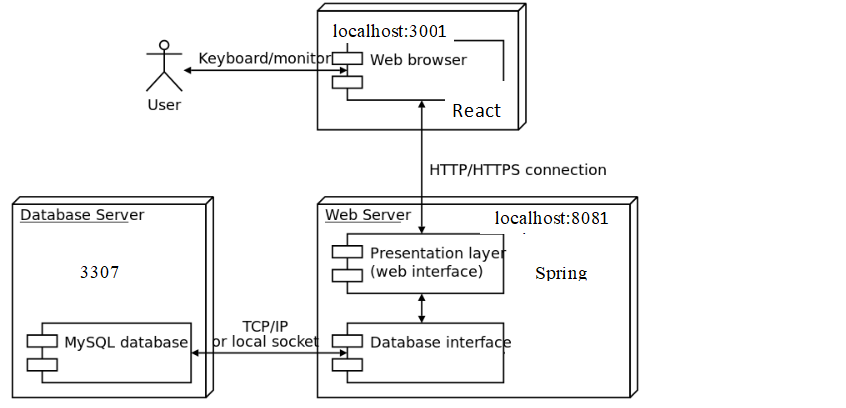 localhost:3001
Keyboard/monitor
Web browser
User
React
HTTP/HTTPS connection
Database Server
Web Server
localhost:8081
Presentation layer
(web interface)
3307
Spring
TCP/IP
or local socket
MySQL database
Database interface